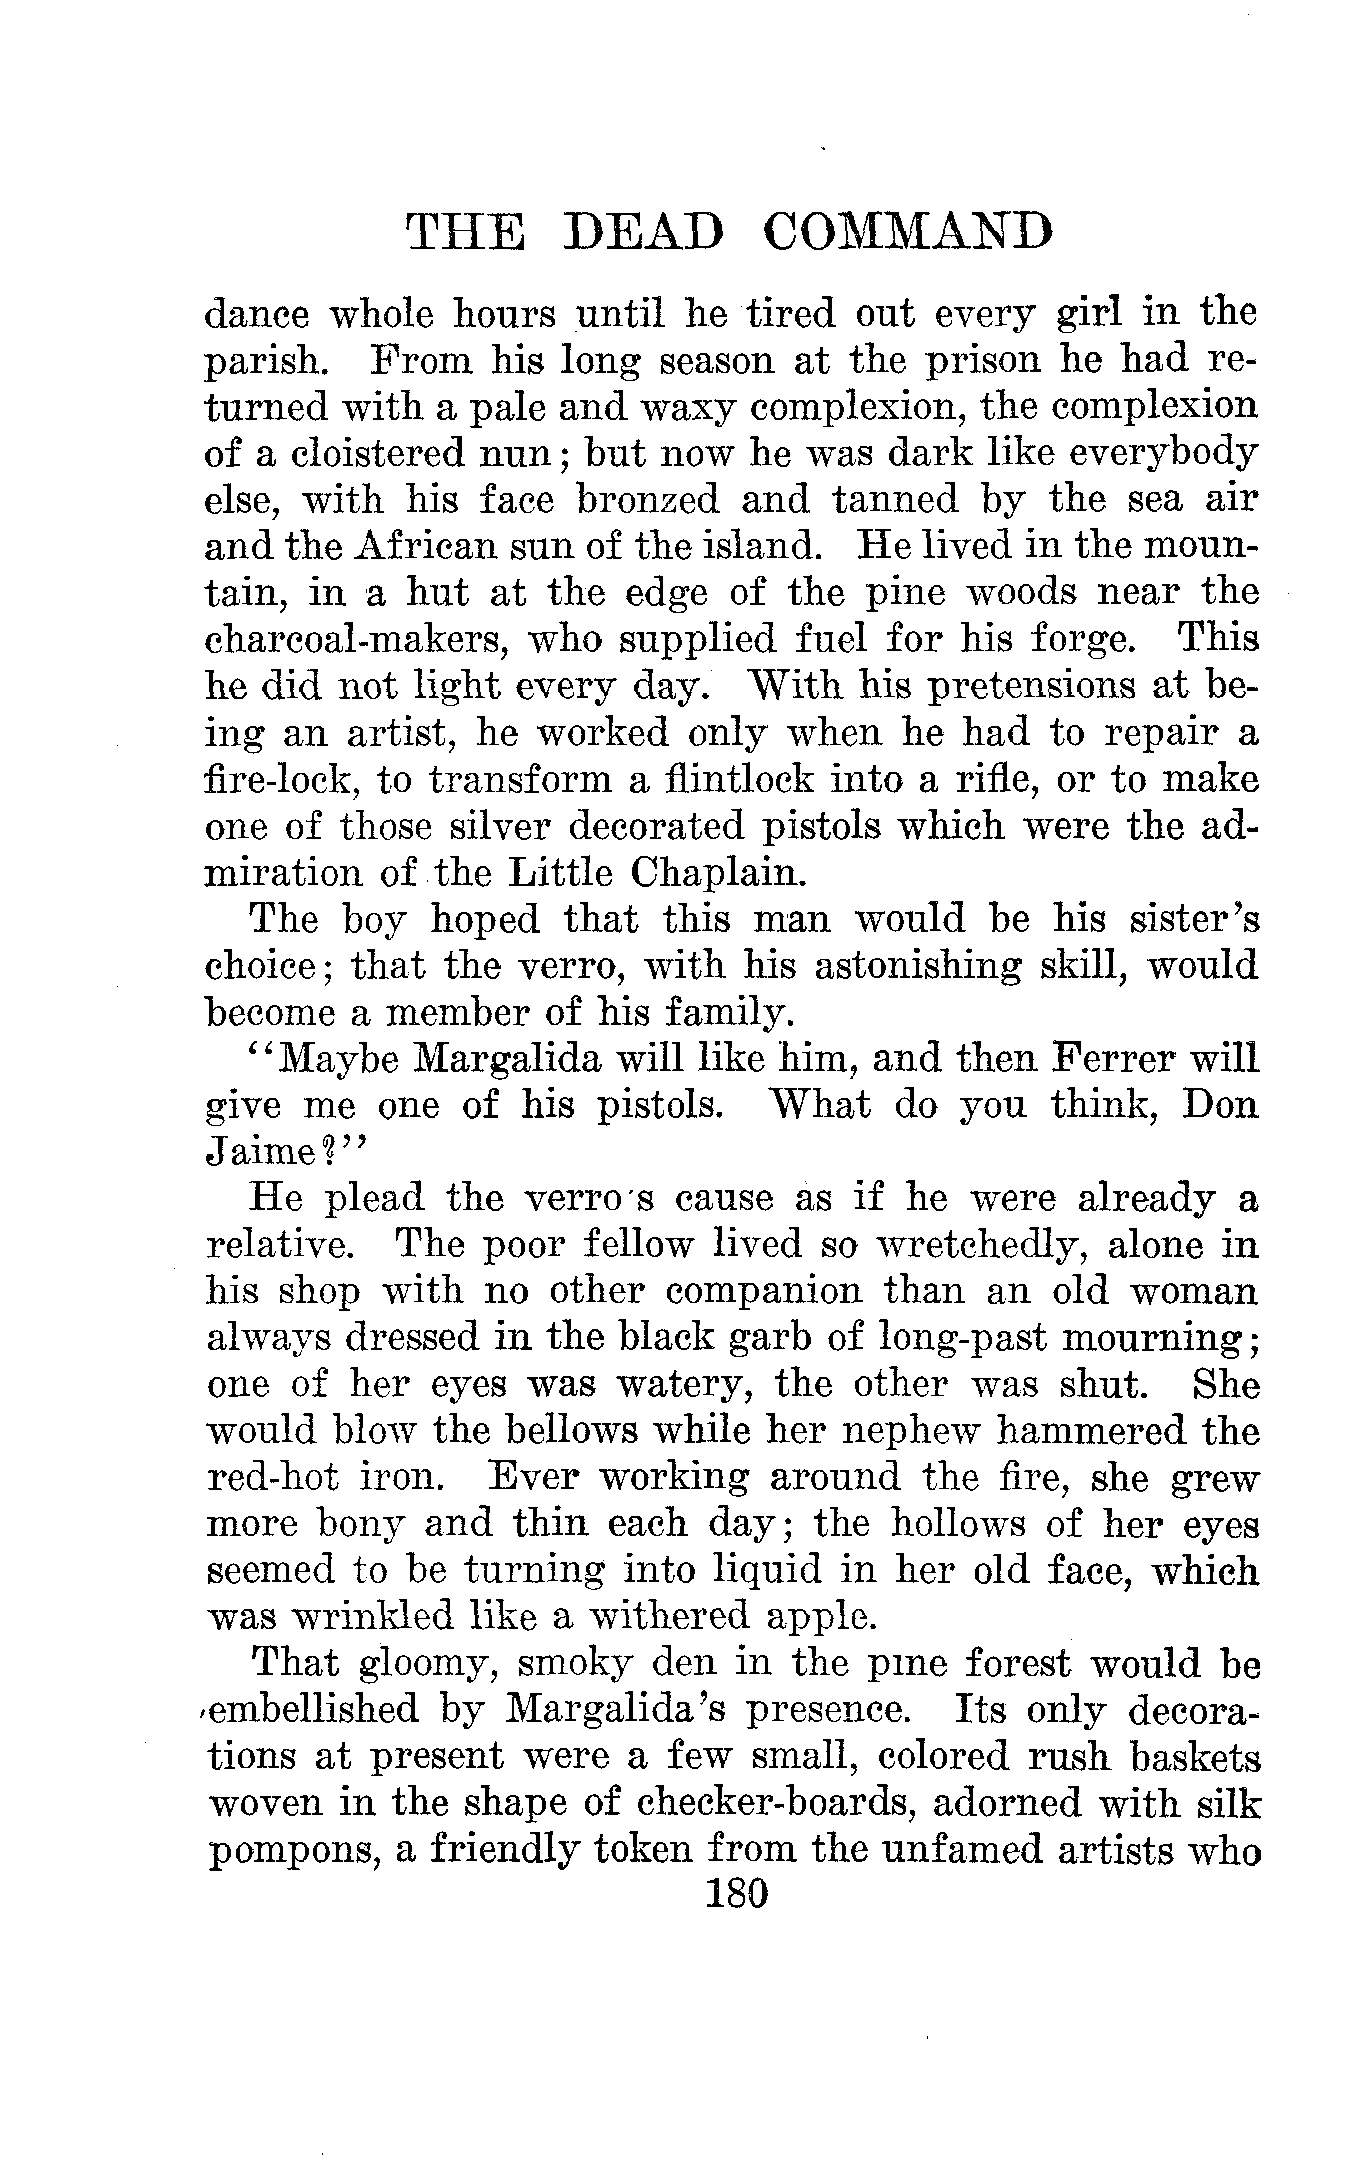 THE DEAD COMMAND
dance whole hours until he tired out every girl in the
parish. From his long season at the prison he had re-
turned with a pale and waxy complexion, the complexion
of a cloistered nun; but now he was dark like everybody
else, with his face bronzed and tanned by the sea air
and the African sun of the island. He lived in the moun-
tain, in a hut at the edge of the pine woods near the
charcoal-makers, who supplied fuel for his forge. This
he did not light every day. With his pretensions at be-
ing an artist, he worked only when he had to repair a
fire-lock, to transform a flintlock into a rifle, or to make
one of those silver decorated pistols which were the ad-
miration of the Little Chaplain.
The boy hoped that this man would be his sister's
choice; that the verro, with his astonishing skill, would
become a member of his family.
"Maybe Margalida will like him, and then Ferrer will
give me one of his pistols. What do you think, Don
Jaime?"
He plead the verro's cause as if he were already a
relative. The poor fellow lived so wretchedly, alone in
his shop with no other companion than an old woman
always dressed in the black garb of long-past mourning;
one of her eyes was watery, the other was shut. She
would blow the bellows while her nephew hammered the
red-hot iron. Ever working around the fire, she grew
more bony and thin each day; the hollows of her eyes
seemed to be turning into liquid in her old face, which
was wrinkled like a withered apple.
That gloomy, smoky den in the pine forest would be
embellished by Margalida's presence. Its only decora-
tions at present were a few small, colored rush baskets
woven in the shape of checker-boards, adorned with silk
pompons, a friendly token from the unfamed artists who
180